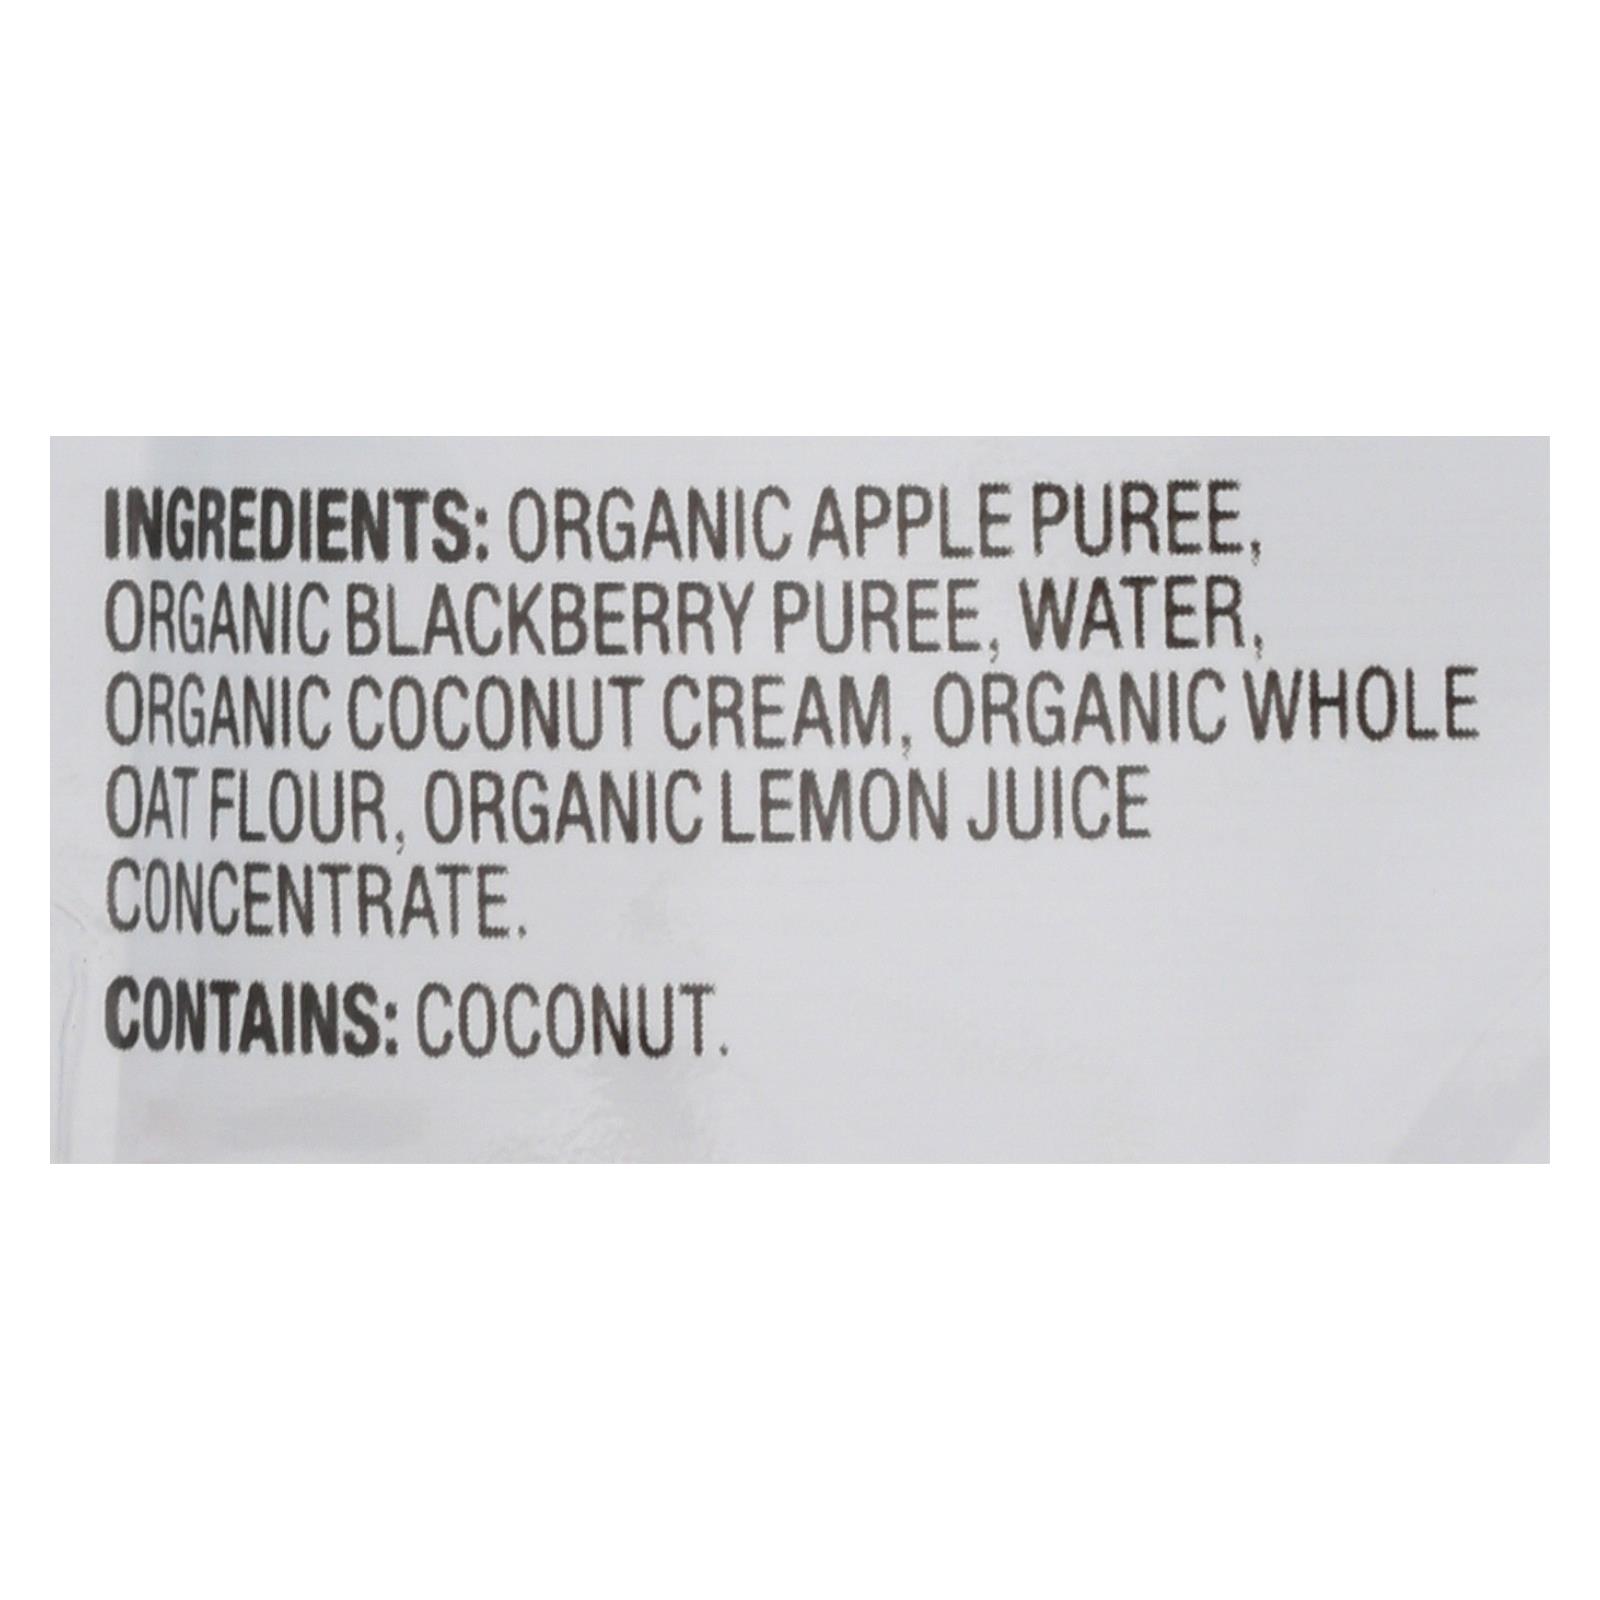 INGREDIENTS: ORGANIC APPLE PUREE,
ORGANIC BLACKBERRY PUREE, WATER,
ORGANIC COCONUT CREAM, ORGANIC WHOLE
OAT FLOUR, ORGANIC LEMON JUICE
CONCENTRATE.
CONTAINS: COCONUT.